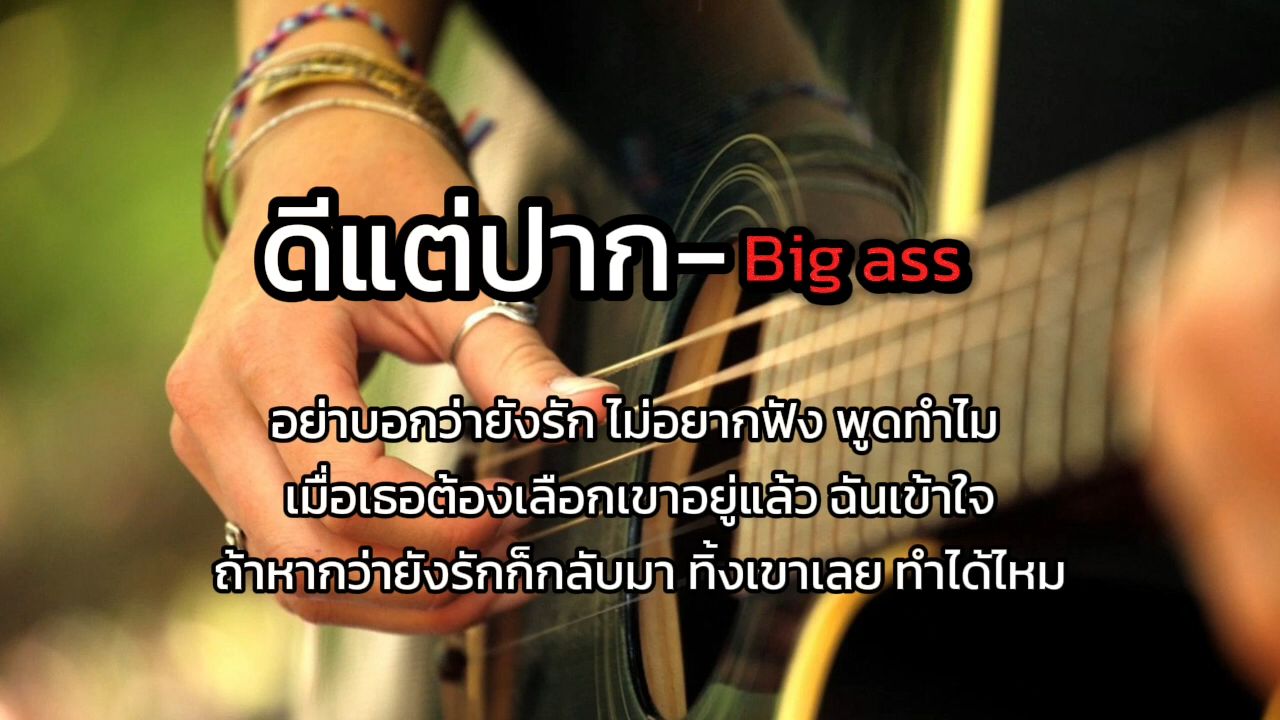 ดีแต่ปาก– Big ass
อย่าบอกว่ายังรัก ไม่อยากฟัง พูดทำไม
เมื่อเธอต้องเลือกเขาอยู่แล้ว ฉันเข้าใจ
ถ้าหากว่ายังรักก็กลับมา ทิ้งเขาเลย ทำได้ไหม